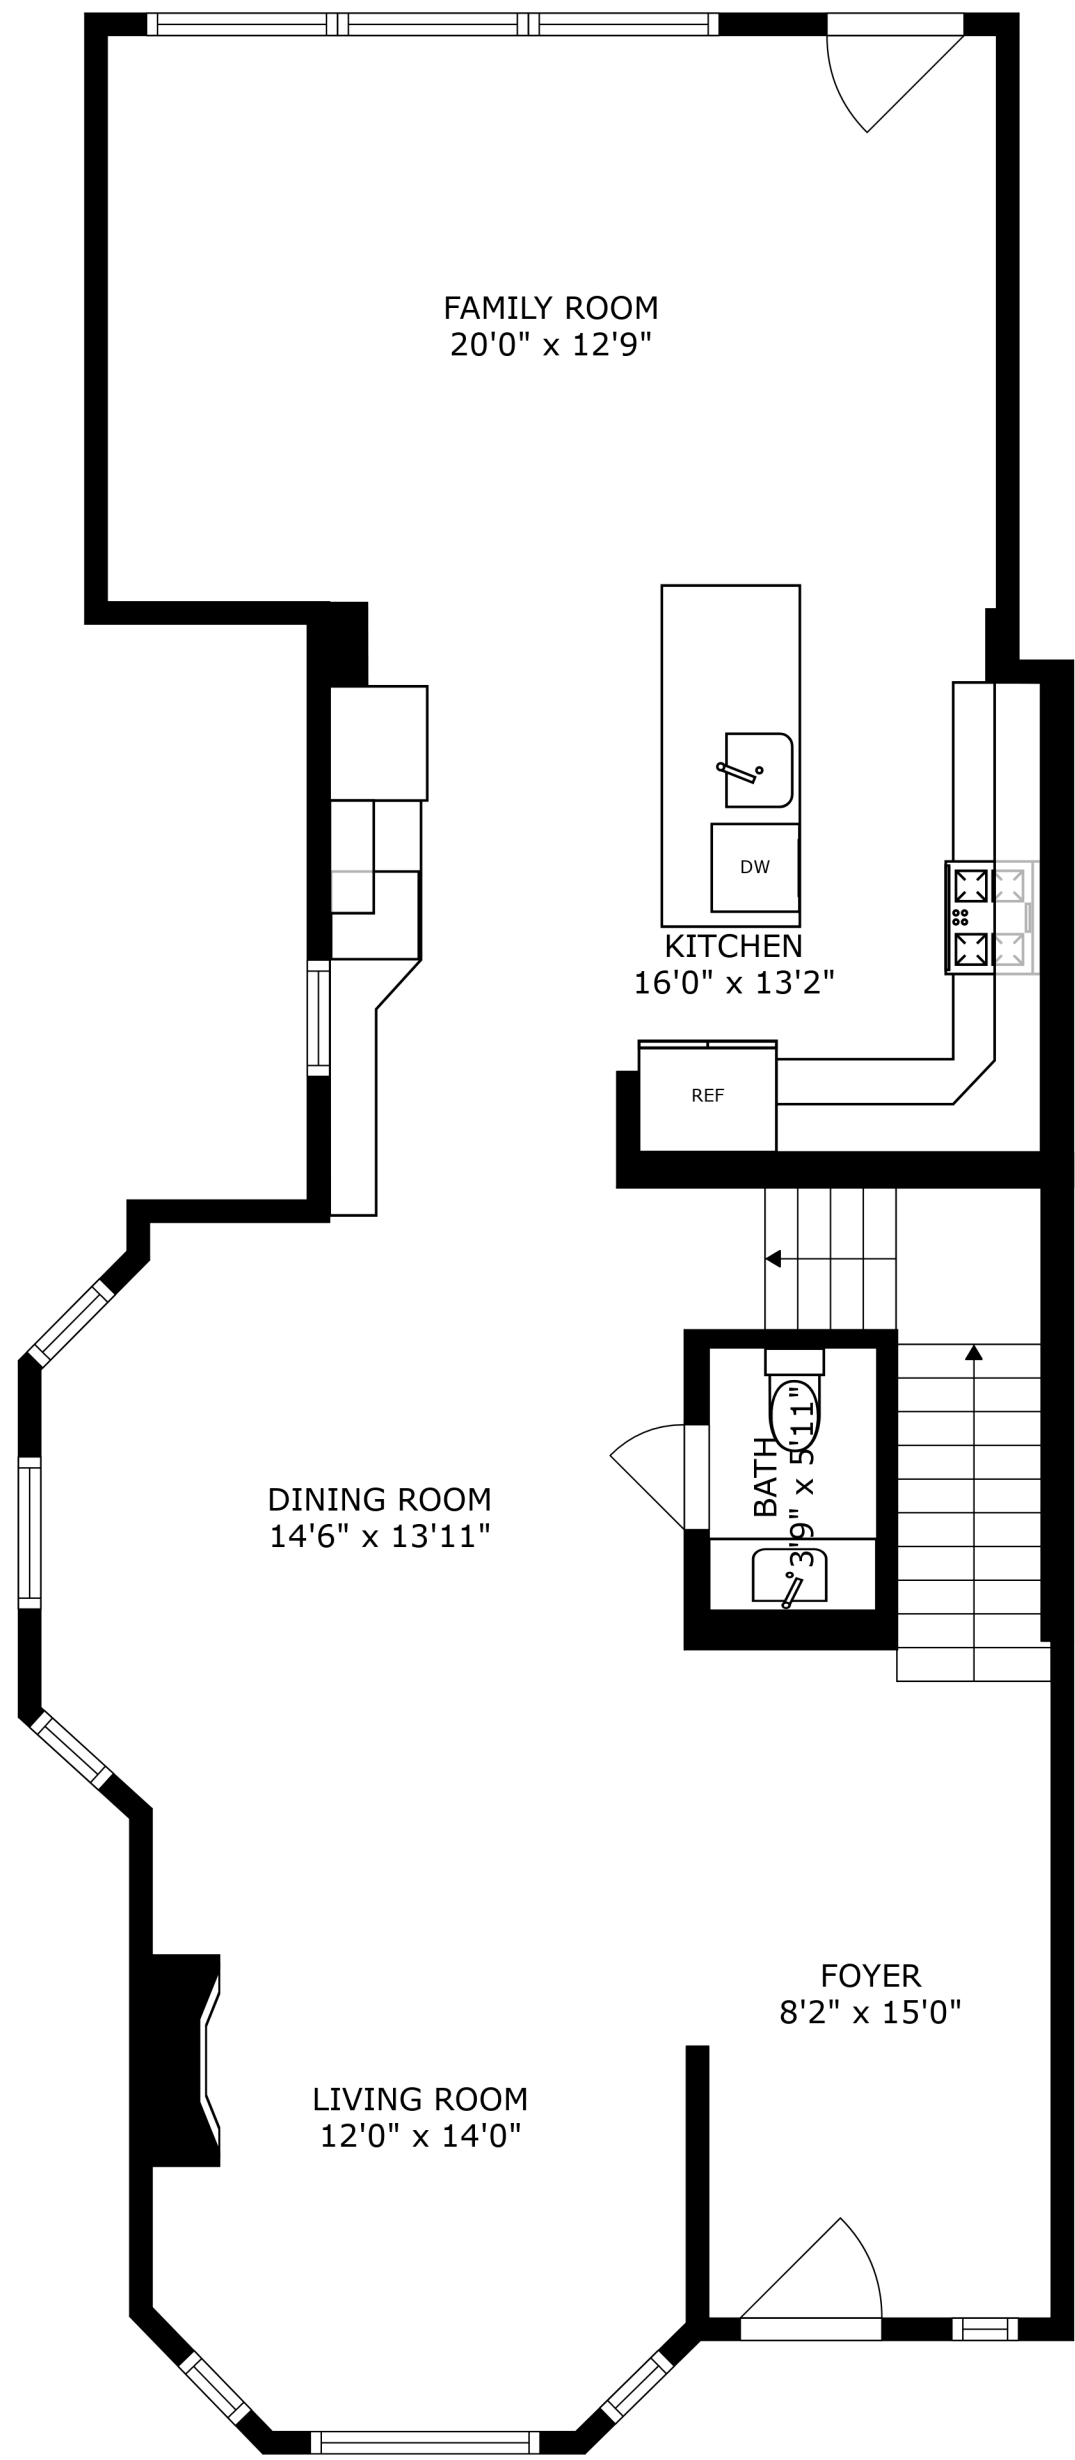 FAMILY ROOM
20'0" x 12'9"
DW
KITCHEN
16'0" x 13'2"
REF
BATH
3'9" x 5'11"
DINING ROOM
14'6" x 13'11"
FOYER
8'2" x 15'0"
LIVING ROOM
12'0" x 14'0"